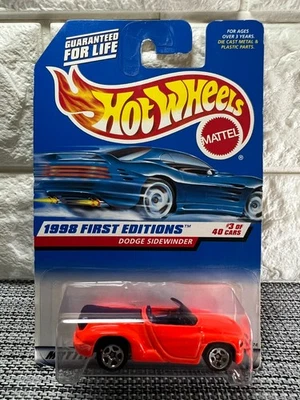 GUARANTEED
FOR LIFE
FOR AGES
OVER 3 YEARS.
DIE CAST METAL &
PLASTIC PARTS.
HOT WHEELS
MATTEL
1998 FIRST EDITIONS™
#3 OF
40 CARS
DODGE SIDEWINDER